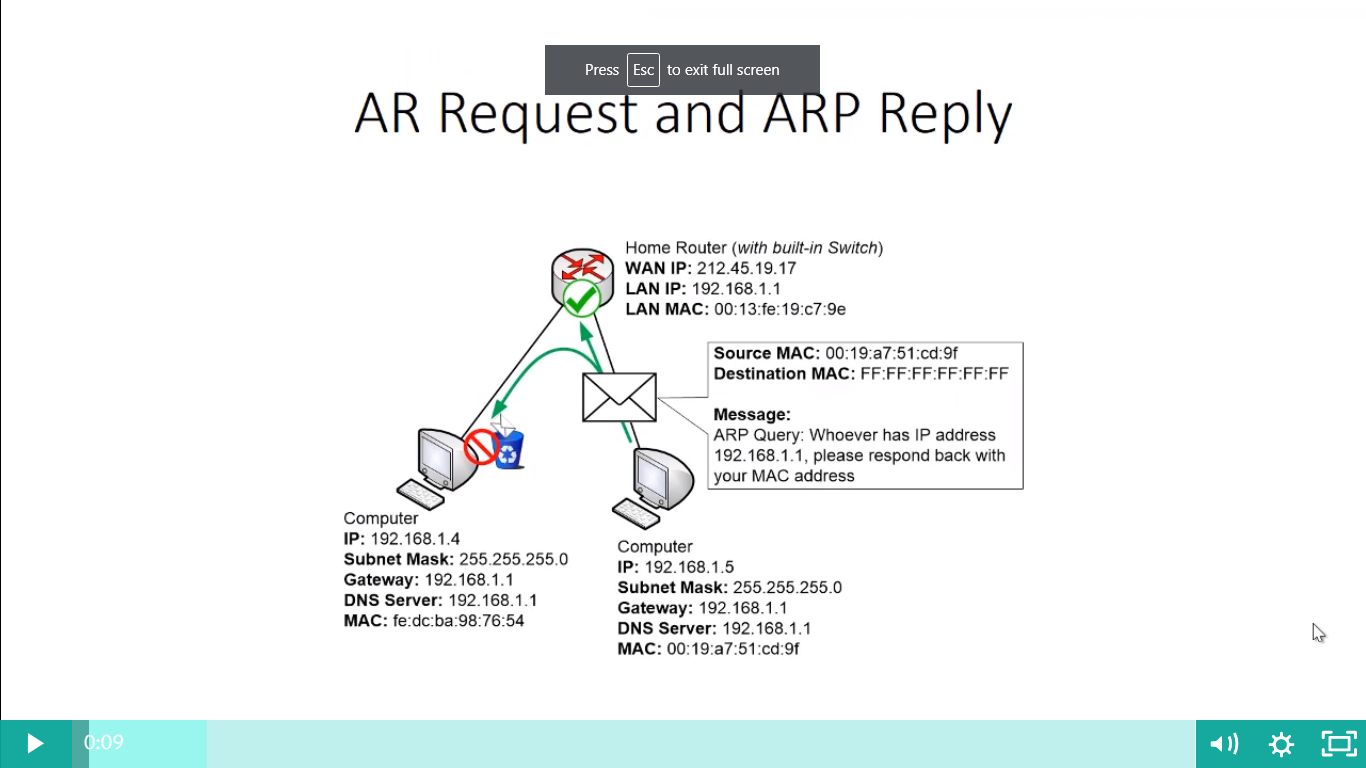 Press Esc to exit full screen
AR Request and ARP Reply
Home Router (with built-in Switch)
WAN IP: 212.45.19.17
LAN IP: 192.168.1.1
LAN MAC: 00:13:fe:19:c7:9e
Source MAC: 00:19:a7:51:cd:9f
Destination MAC: FF:FF:FF:FF:FF:FF
Message:
ARP Query: Whoever has IP address
192.168.1.1, please respond back with
your MAC address
Computer
IP: 192.168.1.4
Subnet Mask: 255.255.255.0
Gateway: 192.168.1.1
DNS Server: 192.168.1.1
MAC: fe:dc:ba:98:76:54
Computer
IP: 192.168.1.5
Subnet Mask: 255.255.255.0
Gateway: 192.168.1.1
DNS Server: 192.168.1.1
MAC: 00:19:a7:51:cd:9f
0:09